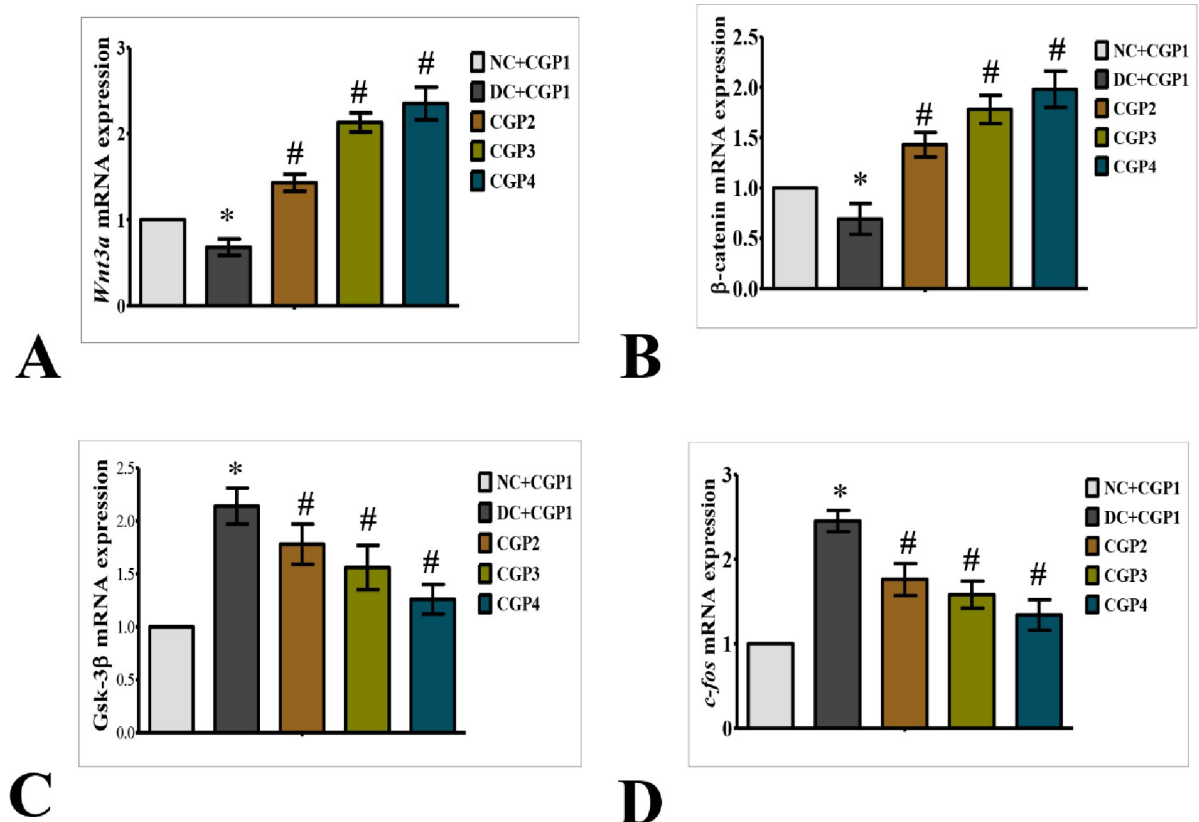 Wnt3a mRNA expression
3
2
1
0
*
#
#
#
NC+CGP1
DC+CGP1
CGP2
CGP3
CGP4
A
β-catenin mRNA expression
2.5
2.0
1.5
1.0
0.5
0.0
*
#
#
#
NC+CGP1
DC+CGP1
CGP2
CGP3
CGP4
B
Gsk-3β mRNA expression
2.5
2.0
1.5
1.0
0.5
0.0
*
#
#
#
NC+CGP1
DC+CGP1
CGP2
CGP3
CGP4
C
c-fos mRNA expression
3
2
1
0
*
#
#
#
NC+CGP1
DC+CGP1
CGP2
CGP3
CGP4
D